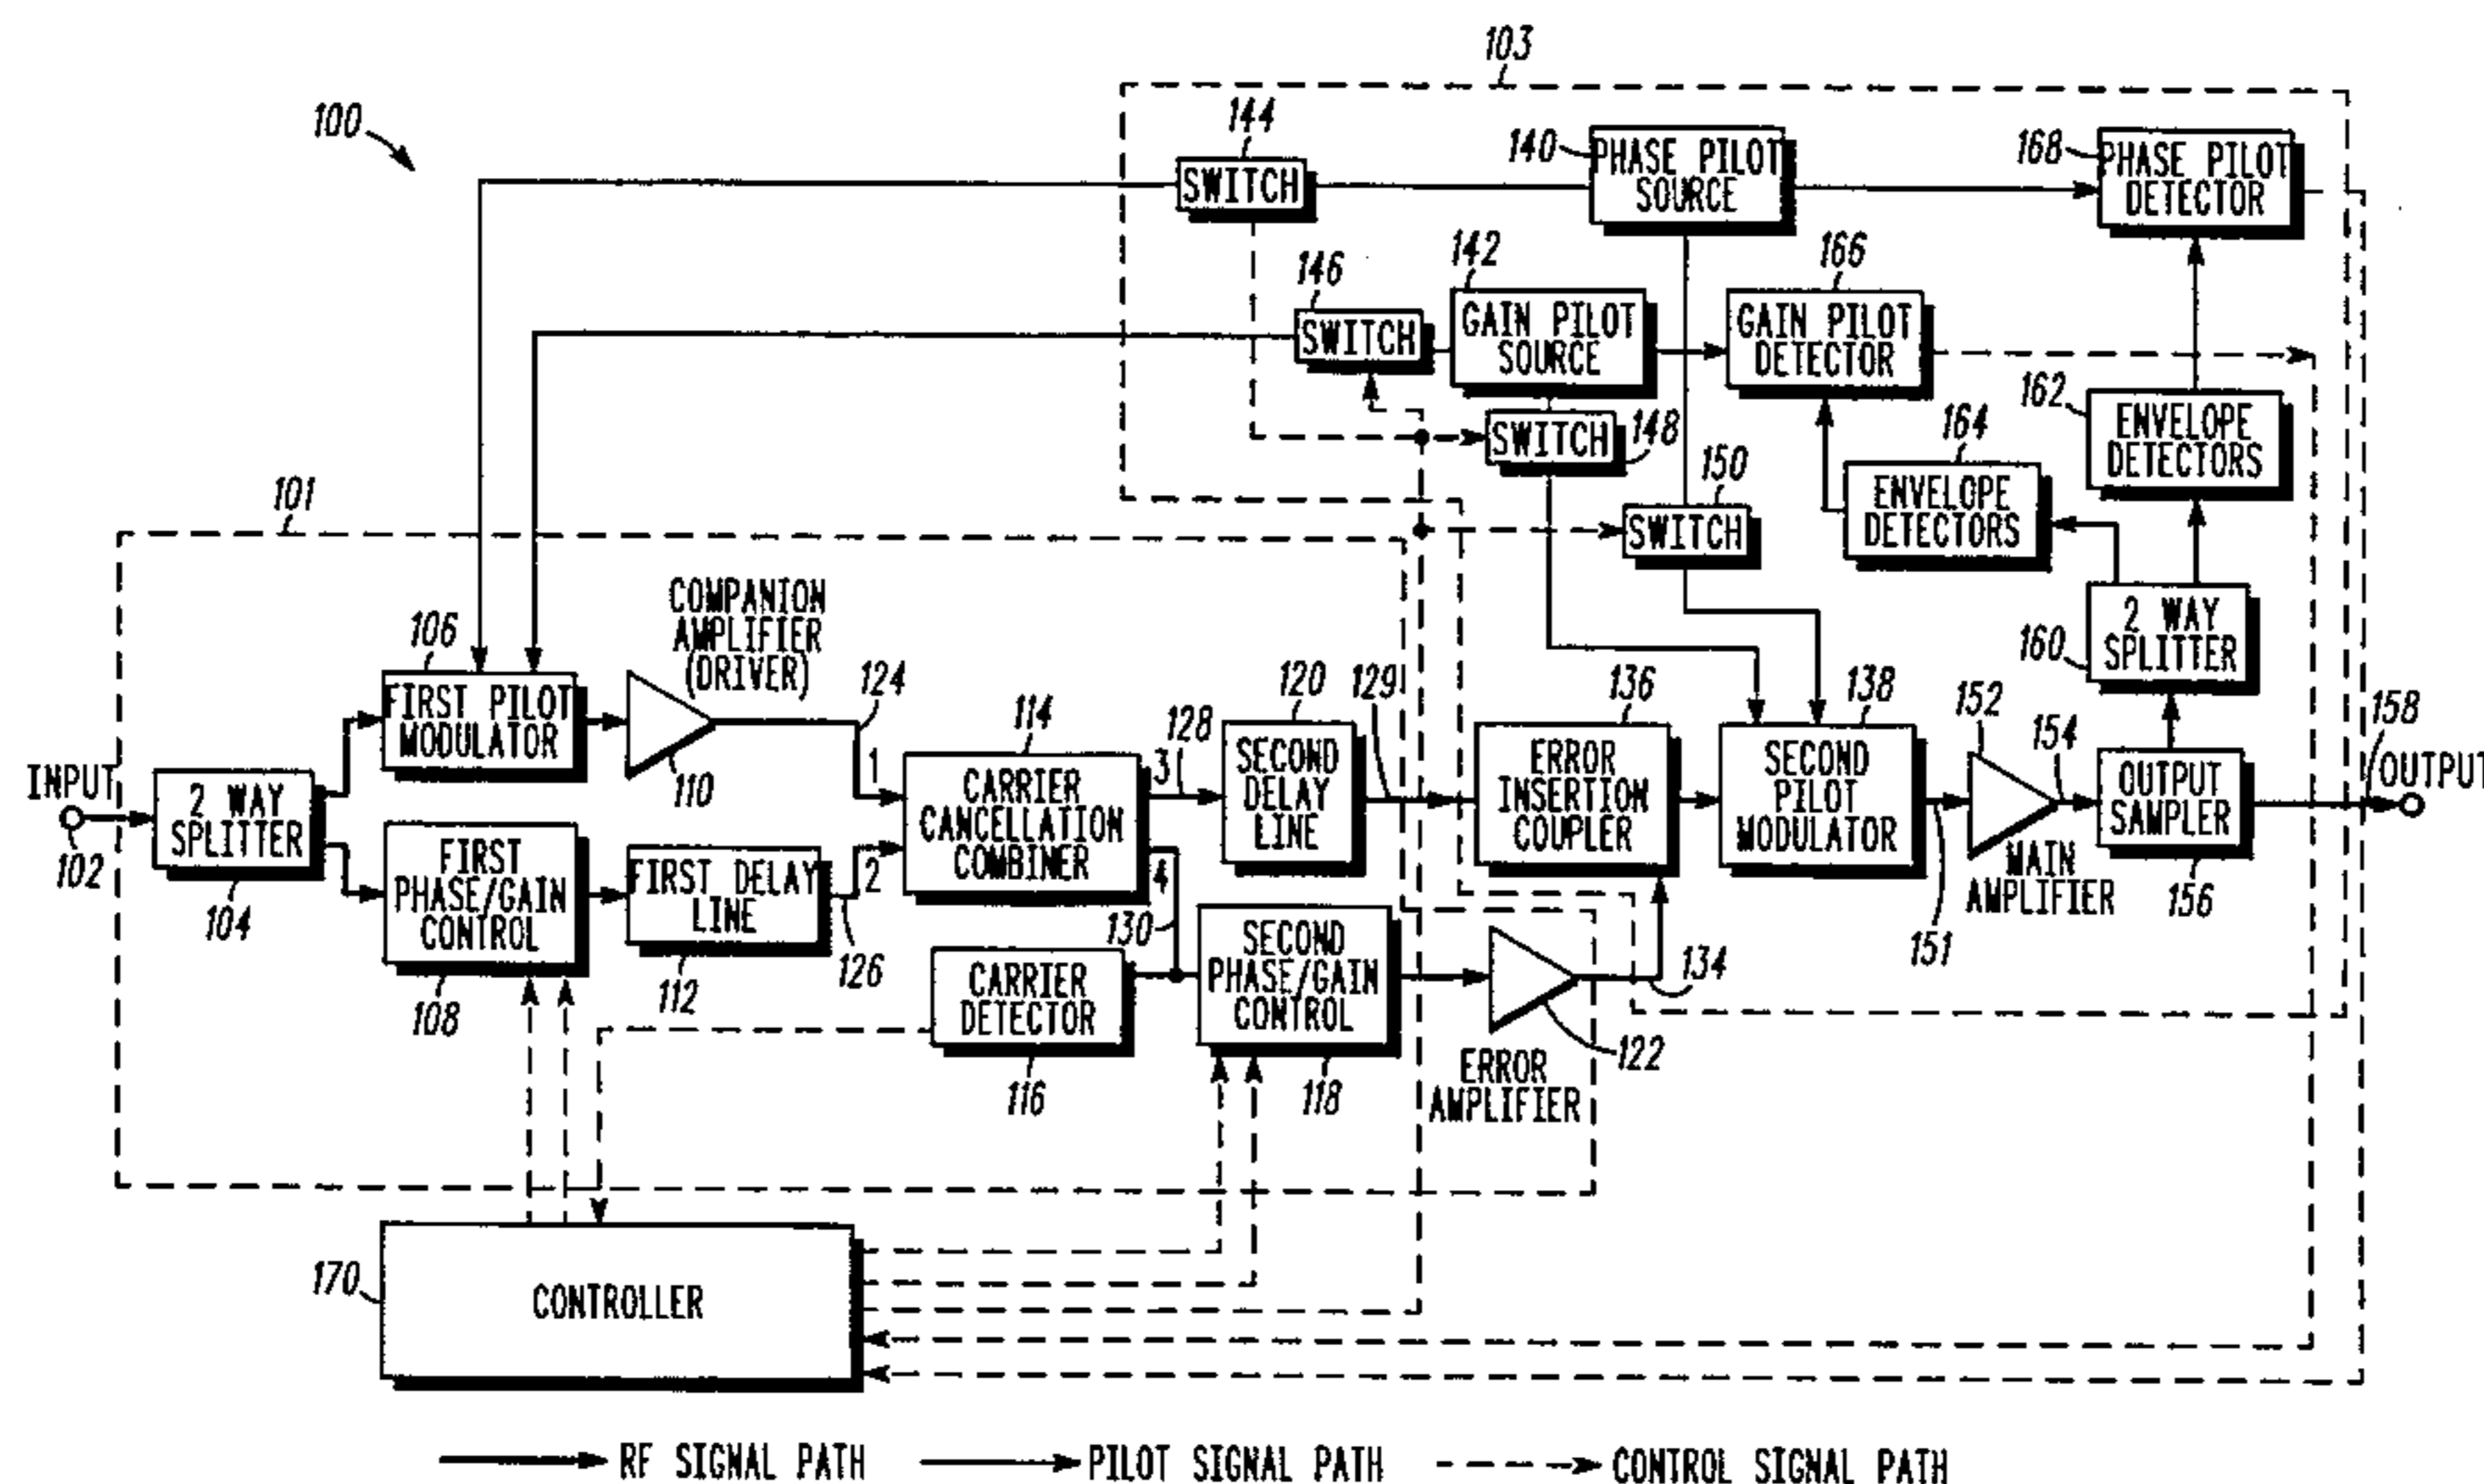 103
100
144
SWITCH
140
PHASE PILOT
SOURCE
168
PHASE PILOT
DETECTOR
146
SWITCH
142
GAIN PILOT
SOURCE
166
GAIN PILOT
DETECTOR
SWITCH
148
150
SWITCH
162
ENVELOPE
DETECTORS
164
ENVELOPE
DETECTORS
160
2 WAY
SPLITTER
101
INPUT
102
2 WAY
SPLITTER
104
106
FIRST PILOT
MODULATOR
COMPANION
AMPLIFIER
(DRIVER)
110
124
1
FIRST
PHASE/GAIN
CONTROL
108
FIRST DELAY
LINE
112
2
126
114
CARRIER
CANCELLATION
COMBINER
3
128
4
130
120
SECOND
DELAY
LINE
129
CARRIER
DETECTOR
116
SECOND
PHASE/GAIN
CONTROL
118
ERROR
AMPLIFIER
122
134
136
ERROR
INSERTION
COUPLER
138
SECOND
PILOT
MODULATOR
151
152
MAIN
AMPLIFIER
154
OUTPUT
SAMPLER
156
158
OUTPUT
170
CONTROLLER
RF SIGNAL PATH
PILOT SIGNAL PATH
CONTROL SIGNAL PATH